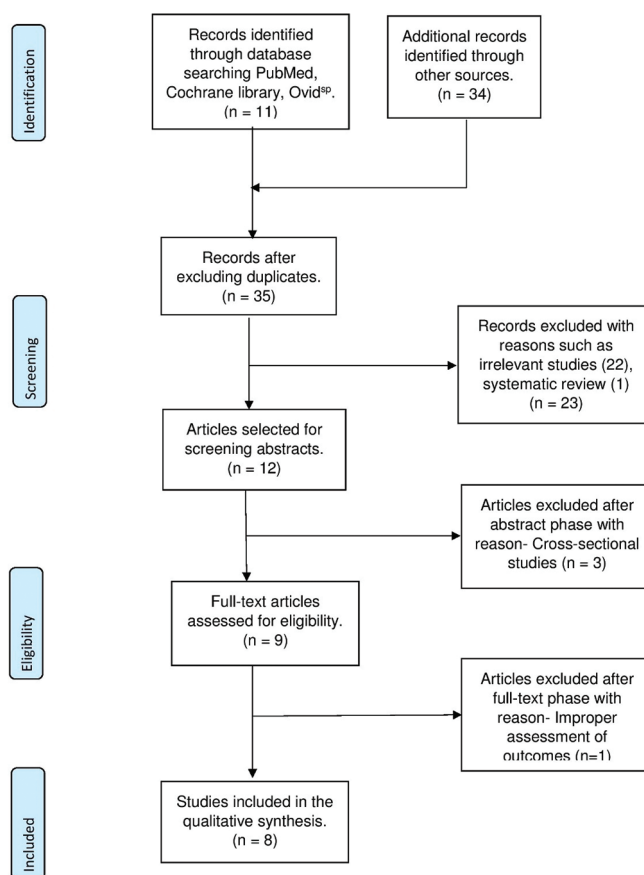 Identification
Records identified
through database
searching PubMed,
Cochrane library, Ovidsp.
(n = 11)
Additional records
identified through
other sources.
(n = 34)
Records after
excluding duplicates.
(n = 35)
Screening
Records excluded with
reasons such as
irrelevant studies (22),
systematic review (1)
(n = 23)
Articles selected for
screening abstracts.
(n = 12)
Articles excluded after
abstract phase with
reason- Cross-sectional
studies (n = 3)
Eligibility
Full-text articles
assessed for eligibility.
(n = 9)
Articles excluded after
full-text phase with
reason- Improper
assessment of
outcomes (n=1)
Included
Studies included in the
qualitative synthesis.
(n = 8)